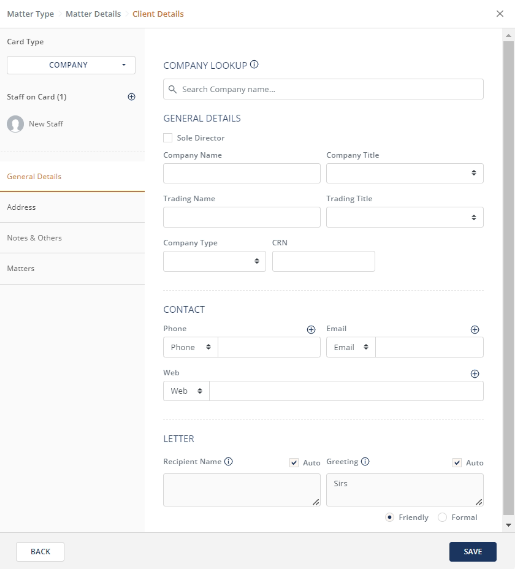 Matter Type Matter Details Client Details
Card Type
COMPANY
Staff on Card (1)
New Staff
General Details
Address
Notes & Others
Matters
COMPANY LOOKUP
Search Company name...
GENERAL DETAILS
Sole Director
Company Name Company Title
Trading Name Trading Title
Company Type CRN
CONTACT
Phone Email
Phone Email
Web
Web
LETTER
Recipient Name Auto Greeting Auto
Sirs
Friendly Formal
BACK SAVE